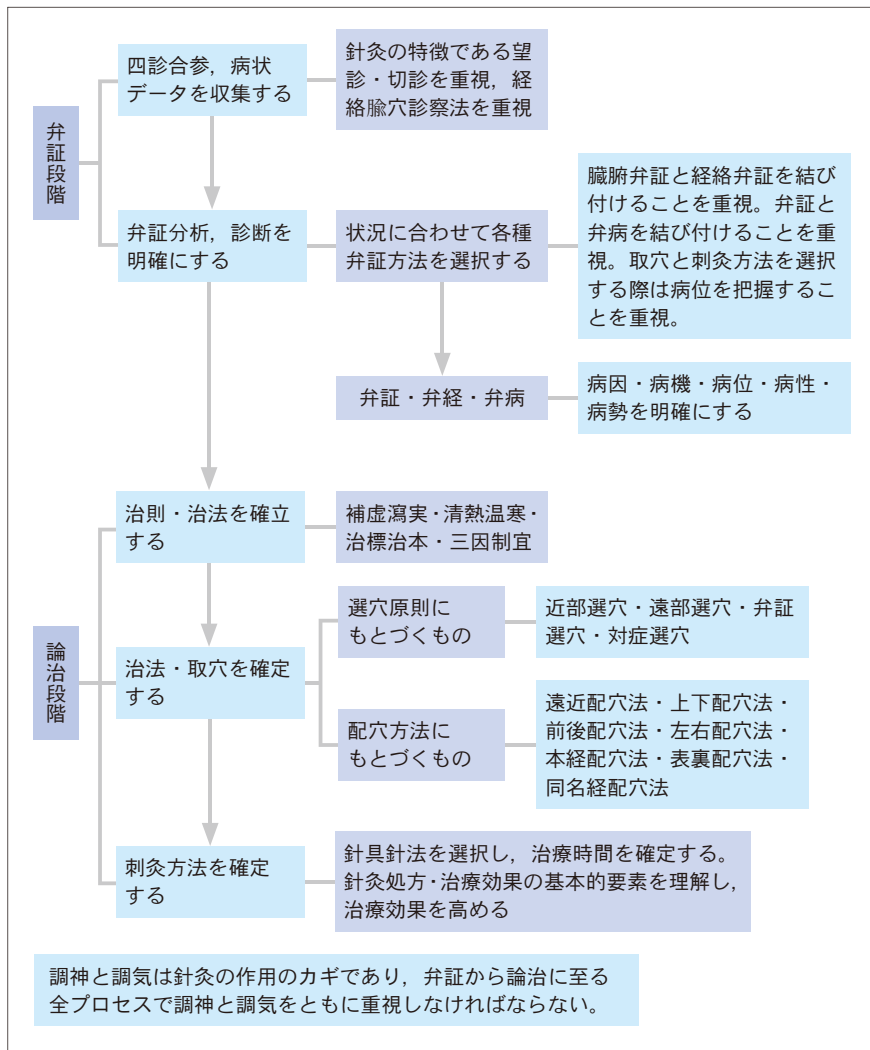 弁証段階
四診合参，病状
データを収集する
針灸の特徴である望
診・切診を重視，経
絡腧穴診察法を重視
弁証分析，診断を
明確にする
状況に合わせて各種
弁証方法を選択する
臓腑弁証と経絡弁証を結び
付けることを重視。弁証と
弁病を結び付けることを重
視。取穴と刺灸方法を選択
する際は病位を把握するこ
とを重視。
弁証・弁経・弁病
病因・病機・病位・病性・
病勢を明確にする
論治段階
治則・治法を確立
する
補虚瀉実・清熱温寒・
治標治本・三因制宜
治法・取穴を確定
する
選穴原則に
もとづくもの
近部選穴・遠部選穴・弁証
選穴・対症選穴
配穴方法に
もとづくもの
遠近配穴法・上下配穴法・
前後配穴法・左右配穴法・
本経配穴法・表裏配穴法・
同名経配穴法
刺灸方法を確定
する
針具針法を選択し，治療時間を確定する。
針灸処方・治療効果の基本的要素を理解し，
治療効果を高める
調神と調気は針灸の作用のカギであり，弁証から論治に至る
全プロセスで調神と調気をともに重視しなければならない。